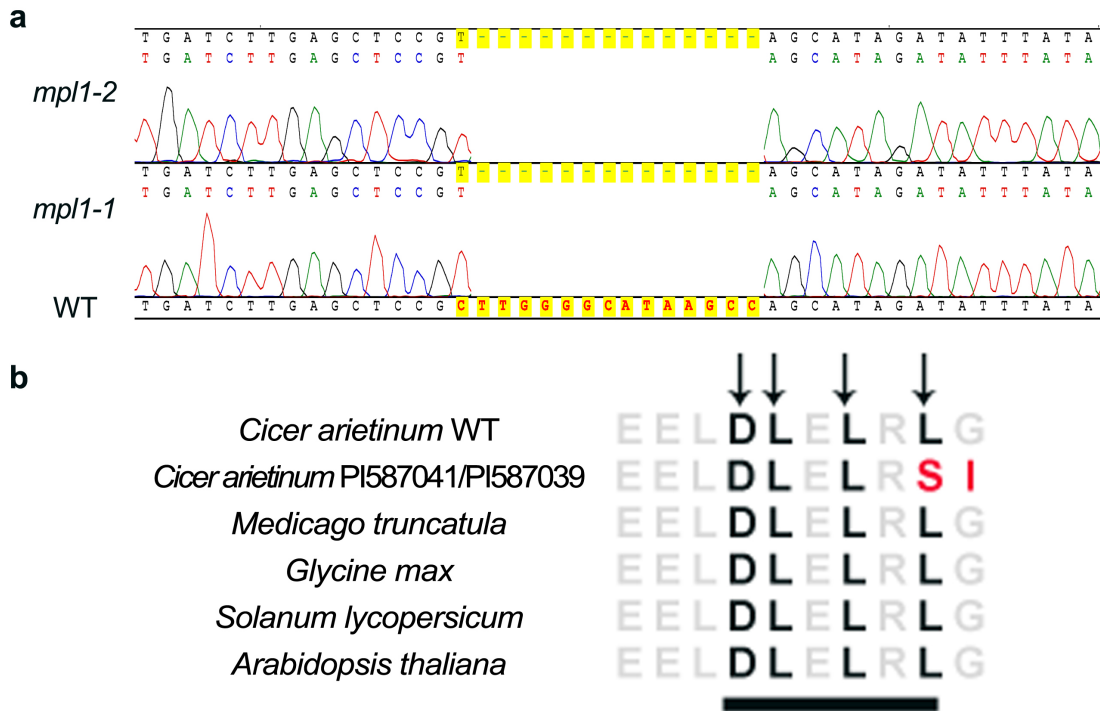 a
T G A T C T T G A G C T C C G T - - - - - - - - - - - - - - A G C A T A G A T A T T T A T A
T G A T C T T G A G C T C C G T A G C A T A G A T A T T T A T A
mpl1-2
T G A T C T T G A G C T C C G T - - - - - - - - - - - - - - A G C A T A G A T A T T T A T A
T G A T C T T G A G C T C C G T A G C A T A G A T A T T T A T A
mpl1-1
WT T G A T C T T G A G C T C C G C T T G G G G C A T A A G C C A G C A T A G A T A T T T A T A
b
Cicer arietinum WT E E L D L E L R L G
Cicer arietinum PI587041/PI587039 E E L D L E L R S I
Medicago truncatula E E L D L E L R L G
Glycine max E E L D L E L R L G
Solanum lycopersicum E E L D L E L R L G
Arabidopsis thaliana E E L D L E L R L G